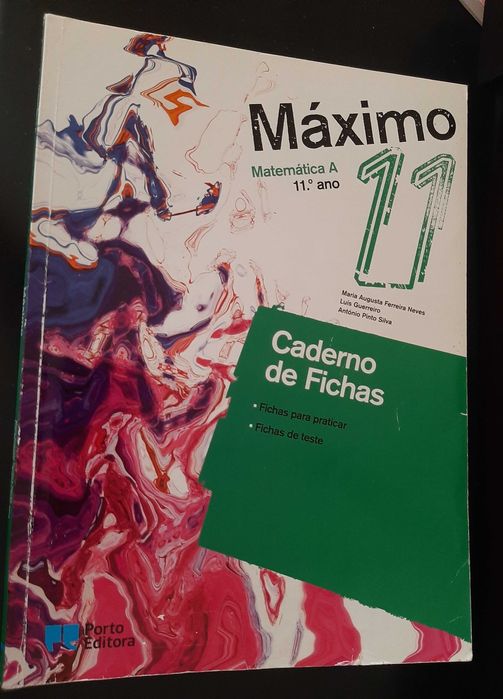 Máximo
Matemática A
11.º ano
11
Maria Augusta Ferreira Neves
Luís Guerreiro
António Pinto Silva
Caderno
de Fichas
• Fichas para praticar
• Fichas de teste
Porto
Editora